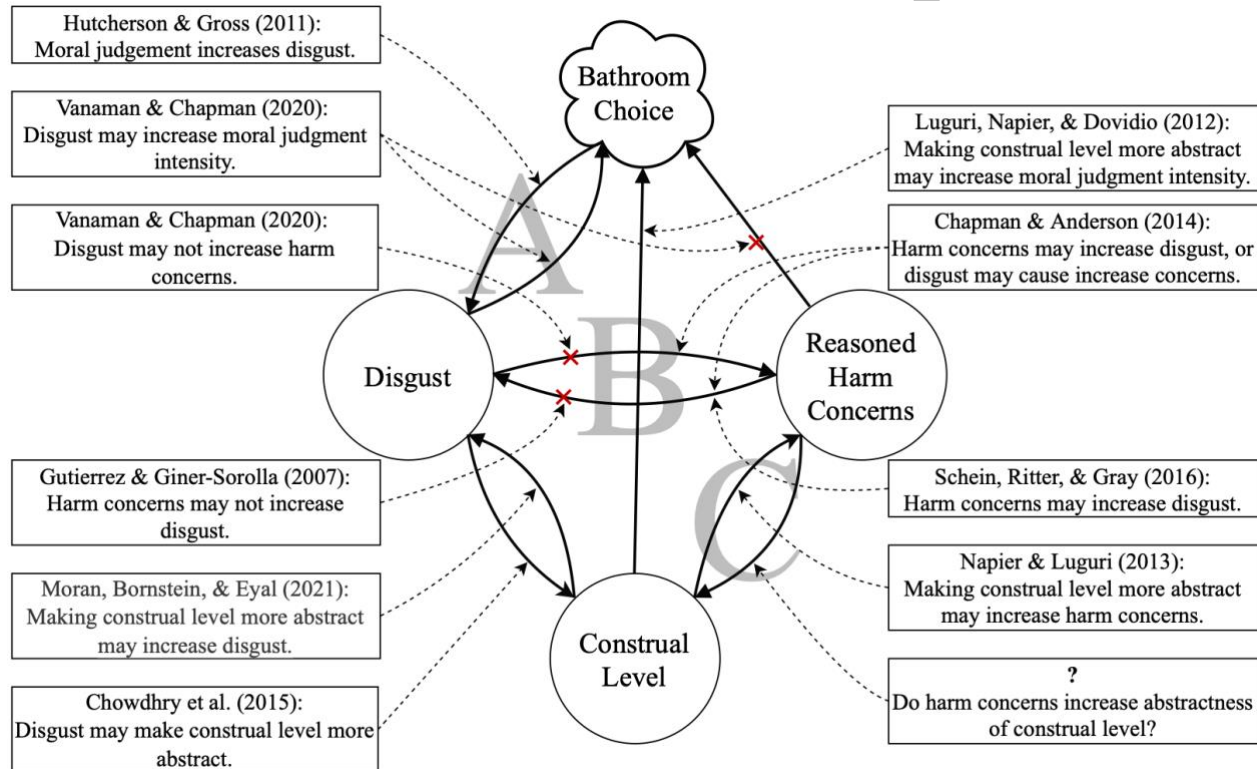 Hutcherson & Gross (2011):
Moral judgement increases disgust.
Vanaman & Chapman (2020):
Disgust may increase moral judgment
intensity.
Vanaman & Chapman (2020):
Disgust may not increase harm
concerns.
Bathroom
Choice
Luguri, Napier, & Dovidio (2012):
Making construal level more abstract
may increase moral judgment intensity.
Chapman & Anderson (2014):
Harm concerns may increase disgust, or
disgust may cause increase concerns.
A
B
C
Disgust
Reasoned
Harm
Concerns
Construal
Level
Gutierrez & Giner-Sorolla (2007):
Harm concerns may not increase
disgust.
Moran, Bornstein, & Eyal (2021):
Making construal level more abstract
may increase disgust.
Chowdhry et al. (2015):
Disgust may make construal level more
abstract.
Schein, Ritter, & Gray (2016):
Harm concerns may increase disgust.
Napier & Luguri (2013):
Making construal level more abstract
may increase harm concerns.
?
Do harm concerns increase abstractness
of construal level?